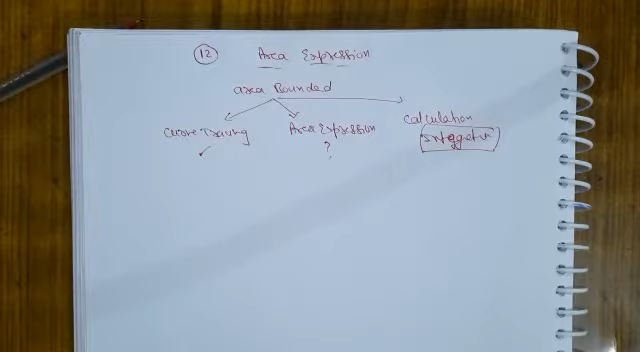 12 Area Expression
area Bounded
Curve Tracing Area Expression Calculation
? Integration